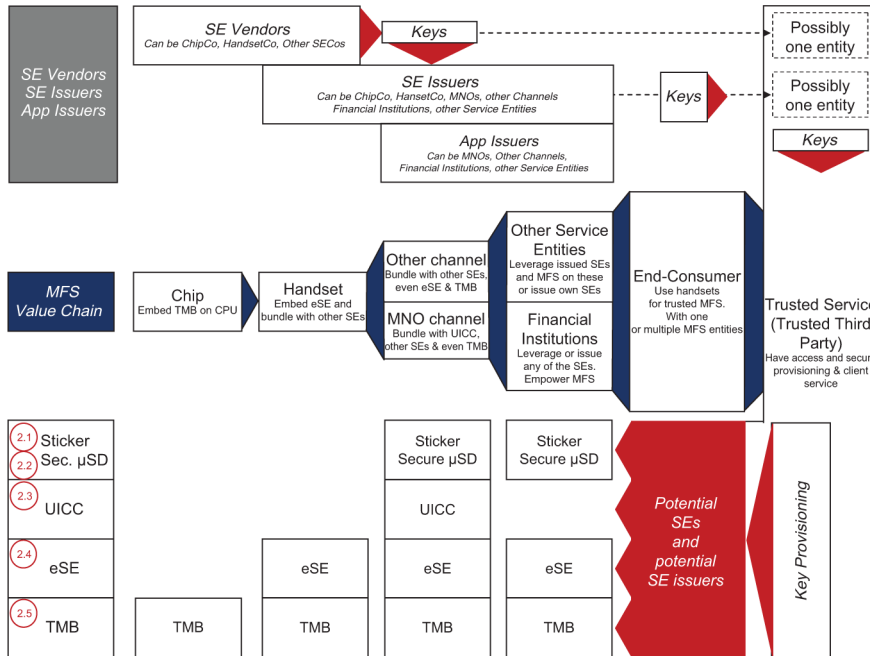 SE Vendors
SE Issuers
App Issuers
SE Vendors
Can be ChipCo, HandsetCo, Other SECos
Keys
Possibly
one entity
SE Issuers
Can be ChipCo, HansetCo, MNOs, other Channels
Financial Institutions, other Service Entities
Keys
Possibly
one entity
App Issuers
Can be MNOs, Other Channels,
Financial Institutions, other Service Entities
Keys
MFS
Value Chain
Chip
Embed TMB on CPU
Handset
Embed eSE and
bundle with other SEs
Other channel
Bundle with other SEs,
even eSE & TMB
MNO channel
Bundle with UICC,
other SEs & even TMB
Other Service
Entities
Leverage issued SEs
and MFS on these
or issue own SEs
Financial
Institutions
Leverage or issue
any of the SEs.
Empower MFS
End-Consumer
Use handsets
for trusted MFS.
With one
or multiple MFS entities
Trusted Service
(Trusted Third
Party)
Have access and secur
provisioning & client
service
2.1
Sticker
2.2
Sec. µSD
Sticker
Secure µSD
Sticker
Secure µSD
2.3
UICC
UICC
2.4
eSE
eSE
eSE
eSE
2.5
TMB
TMB
TMB
TMB
TMB
Potential
SEs
and
potential
SE issuers
Key Provisioning